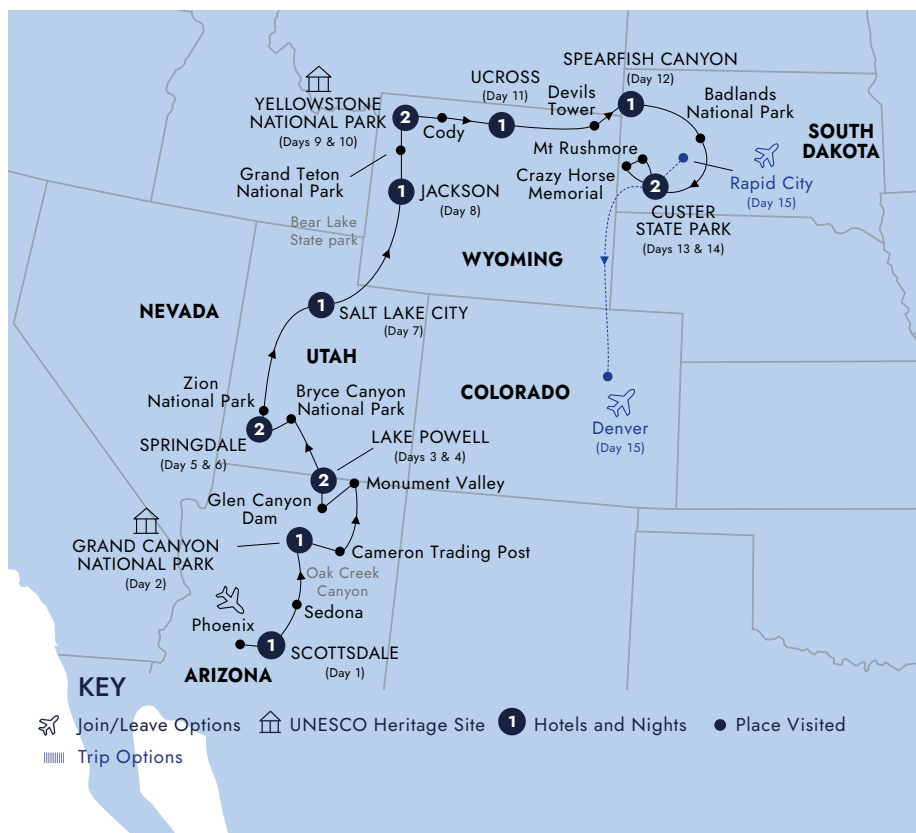 SPEARFISH CANYON
(Day 12)
UCROSS
(Day 11)
Devils
Tower
1
Badlands
National Park
YELLOWSTONE
NATIONAL PARK
(Days 9 & 10)
2
Cody
1
Mt Rushmore
SOUTH
DAKOTA
Grand Teton
National Park
Crazy Horse
Memorial
2
Rapid City
(Day 15)
1
JACKSON
(Day 8)
CUSTER
STATE PARK
(Days 13 & 14)
Bear Lake
State park
WYOMING
NEVADA
1
SALT LAKE CITY
(Day 7)
UTAH
Zion
National Park
Bryce Canyon
National Park
COLORADO
2
SPRINGDALE
(Day 5 & 6)
LAKE POWELL
(Days 3 & 4)
Denver
(Day 15)
2
Monument Valley
Glen Canyon
Dam
GRAND CANYON
NATIONAL PARK
(Day 2)
1
Cameron Trading Post
Oak Creek
Canyon
Sedona
Phoenix
1
SCOTTSDALE
(Day 1)
ARIZONA
KEY
Join/Leave Options
UNESCO Heritage Site
1
Hotels and Nights
Place Visited
Trip Options